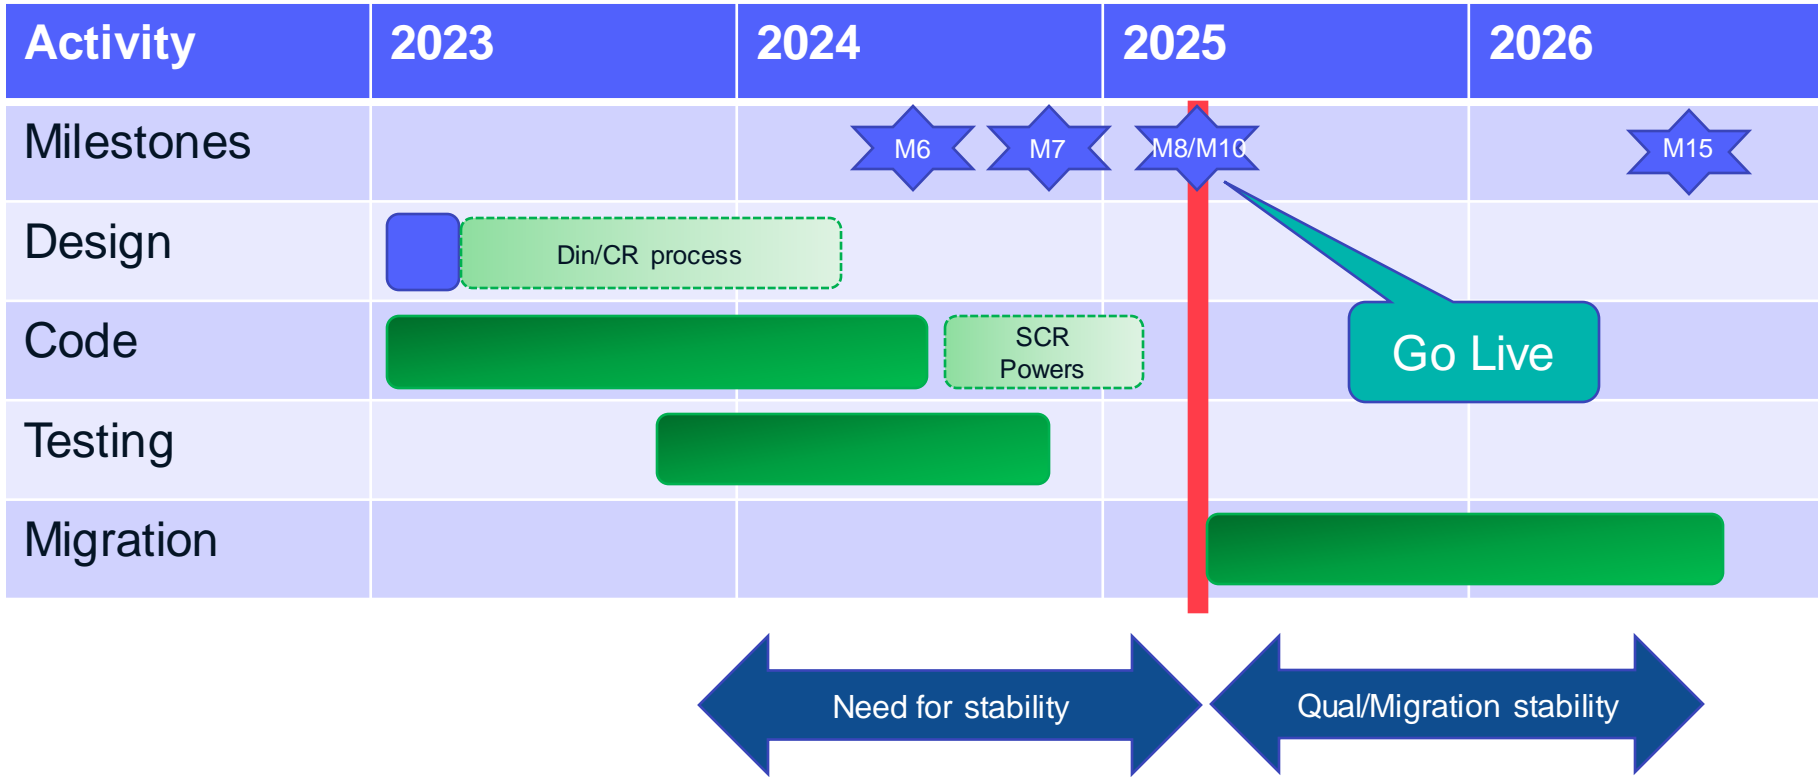 Activity 2023 2024 2025 2026
Milestones M6 M7 M8/M10 M15
Design Din/CR process
Code SCR
Powers Go Live
Testing
Migration
Need for stability Qual/Migration stability